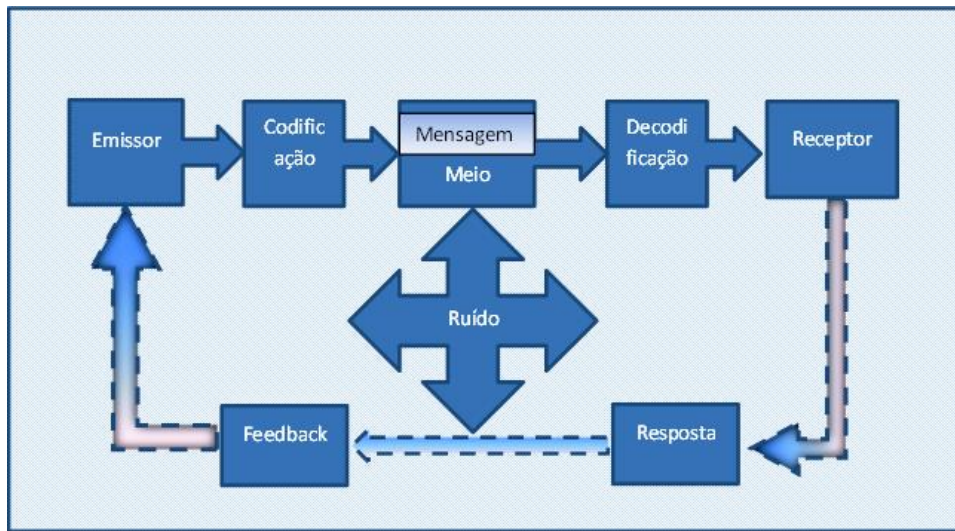 Emissor
Codific
ação
Mensagem
Meio
Decodi
ficação
Receptor
Ruído
Feedback
Resposta